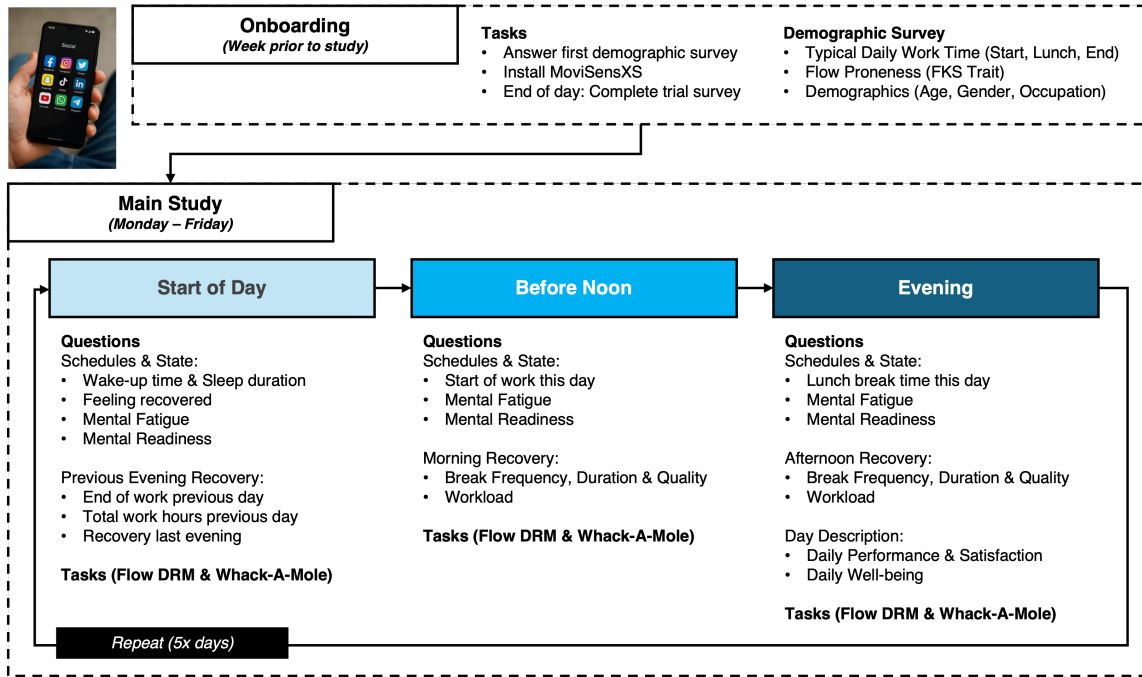 Social
Onboarding
(Week prior to study)
Tasks
• Answer first demographic survey
• Install MoviSensXS
• End of day: Complete trial survey
Demographic Survey
• Typical Daily Work Time (Start, Lunch, End)
• Flow Proneness (FKS Trait)
• Demographics (Age, Gender, Occupation)
Main Study
(Monday – Friday)
Start of Day
Questions
Schedules & State:
• Wake-up time & Sleep duration
• Feeling recovered
• Mental Fatigue
• Mental Readiness
Previous Evening Recovery:
• End of work previous day
• Total work hours previous day
• Recovery last evening
Tasks (Flow DRM & Whack-A-Mole)
Before Noon
Questions
Schedules & State:
• Start of work this day
• Mental Fatigue
• Mental Readiness
Morning Recovery:
• Break Frequency, Duration & Quality
• Workload
Tasks (Flow DRM & Whack-A-Mole)
Evening
Questions
Schedules & State:
• Lunch break time this day
• Mental Fatigue
• Mental Readiness
Afternoon Recovery:
• Break Frequency, Duration & Quality
• Workload
Day Description:
• Daily Performance & Satisfaction
• Daily Well-being
Tasks (Flow DRM & Whack-A-Mole)
Repeat (5x days)